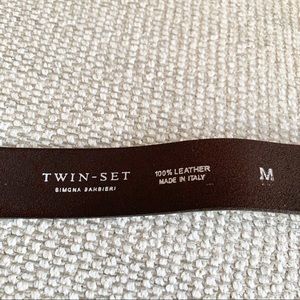 TWIN-SET
SIMONA BARBIERI
100% LEATHER
MADE IN ITALY
M